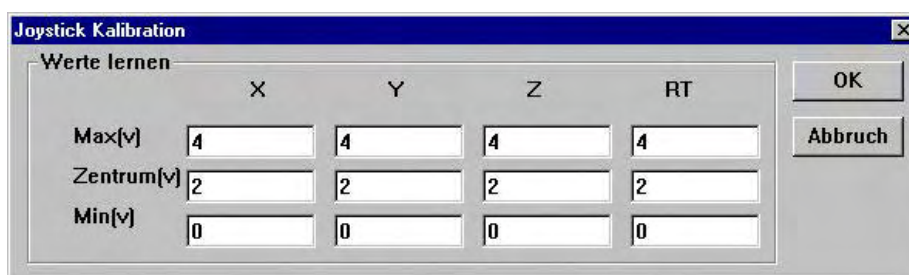 Joystick Kalibration
Werte lernen
X Y Z RT
Max(v) 4 4 4 4
Zentrum(v) 2 2 2 2
Min(v) 0 0 0 0
OK
Abbruch